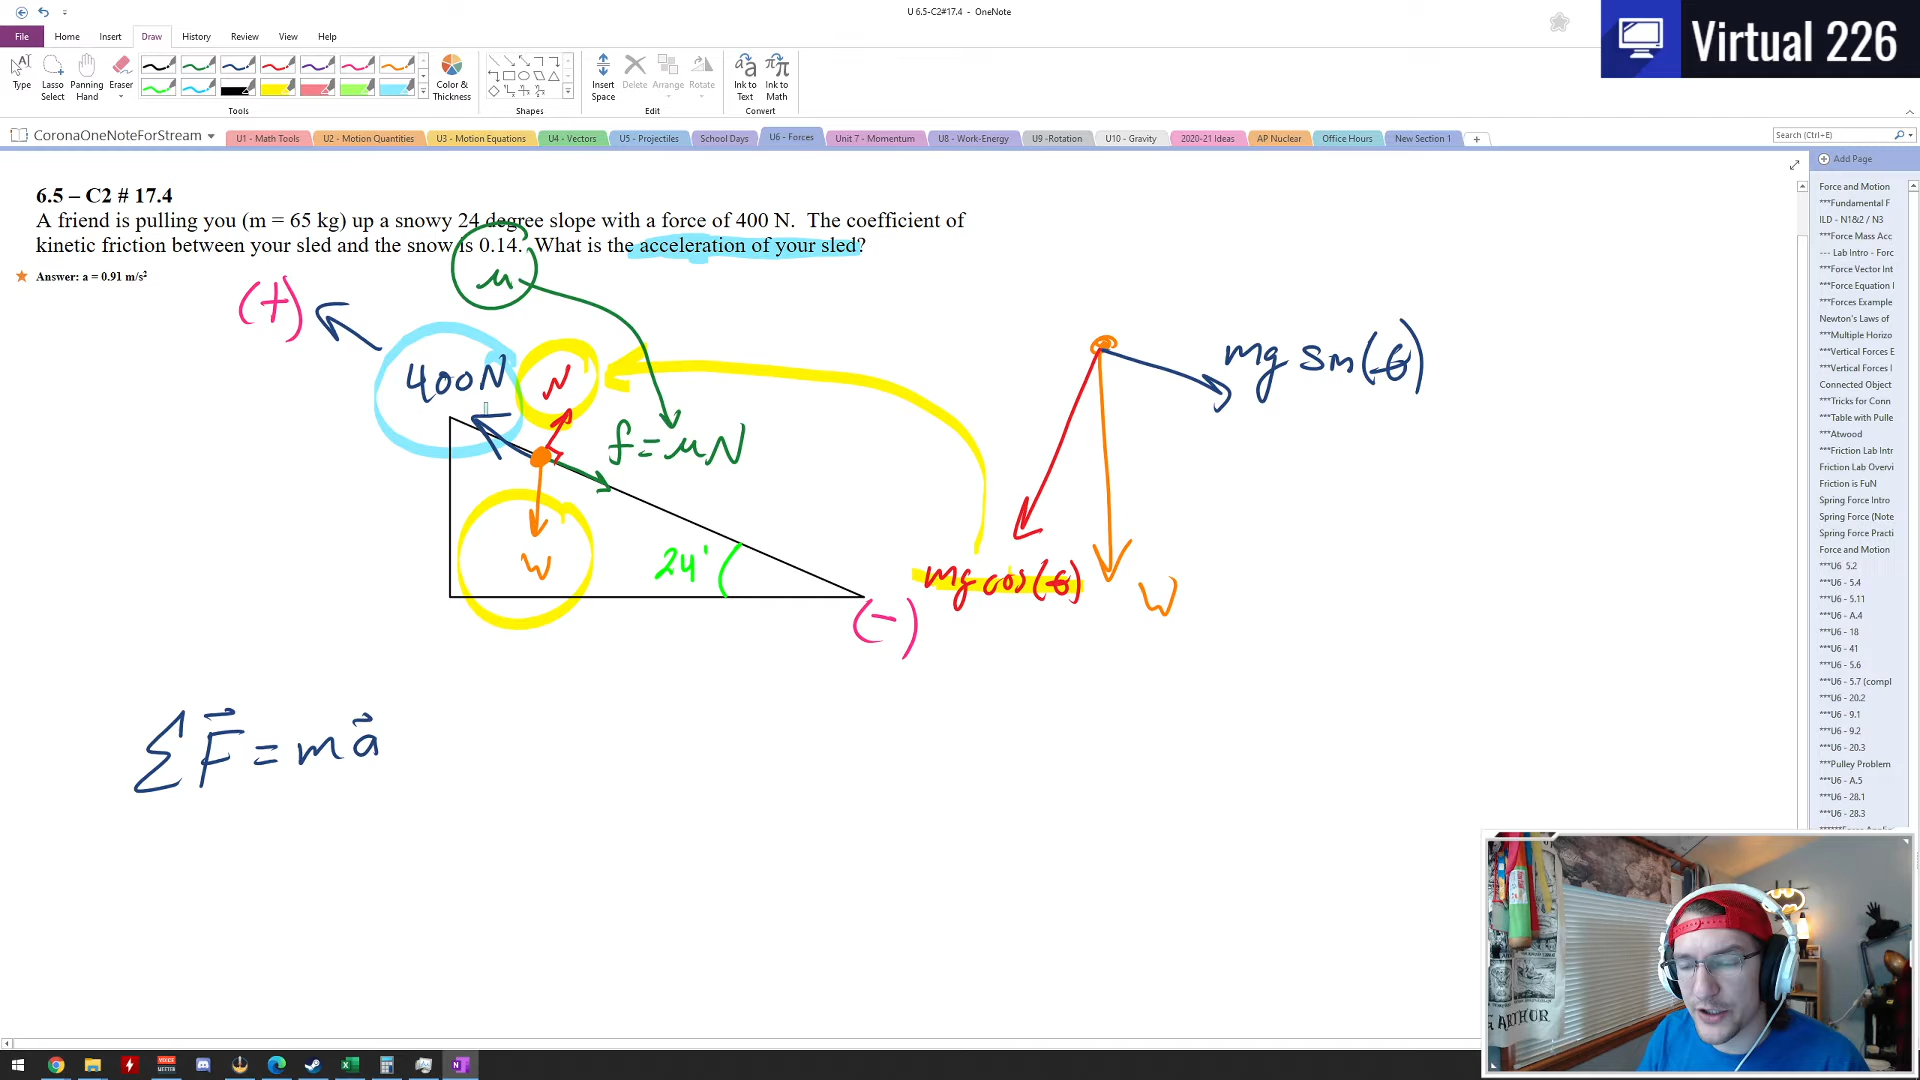 U 6.5-C2#17.4 - OneNote
Virtual 226
File Home Insert Draw History Review View Help
Type Lasso Select Panning Hand Eraser Color & Thickness Insert Space Delete Arrange Rotate Ink to Text Ink to Math
Tools Shapes Edit Convert
CoronaOneNoteForStream U1 - Math Tools U2 - Motion Quantities U3 - Motion Equations U4 - Vectors U5 - Projectiles School Days U6 - Forces Unit 7 - Momentum U8 - Work-Energy U9 -Rotation U10 - Gravity 2020-21 Ideas AP Nuclear Office Hours New Section 1 +
Search (Ctrl+E)
Add Page
6.5 – C2 # 17.4
A friend is pulling you (m = 65 kg) up a snowy 24 degree slope with a force of 400 N. The coefficient of
kinetic friction between your sled and the snow is 0.14. What is the acceleration of your sled?
Answer: a = 0.91 m/s²
(+)
μ
400N
N
f=μN
W
24°
(-)
mg sin(θ)
mg cos(θ)
W
ΣF⃗ = ma⃗
Force and Motion
***Fundamental F
ILD - N1&2 / N3
***Force Mass Acc
--- Lab Intro - Forc
***Force Vector Int
***Force Equation I
***Forces Example
Newton's Laws of
***Multiple Horizo
***Vertical Forces E
***Vertical Forces I
Connected Object
***Tricks for Conn
***Table with Pulle
***Atwood
***Friction Lab Intr
Friction Lab Overvi
Friction is FuN
Spring Force Intro
Spring Force (Note
Spring Force Practi
Force and Motion
***U6 5.2
***U6 - 5.4
***U6 - 5.11
***U6 - A.4
***U6 - 18
***U6 - 41
***U6 - 5.6
***U6 - 5.7 (compl
***U6 - 20.2
***U6 - 9.1
***U6 - 9.2
***U6 - 20.3
***Pulley Problem
***U6 - A.5
***U6 - 28.1
***U6 - 28.3
ARTHOR